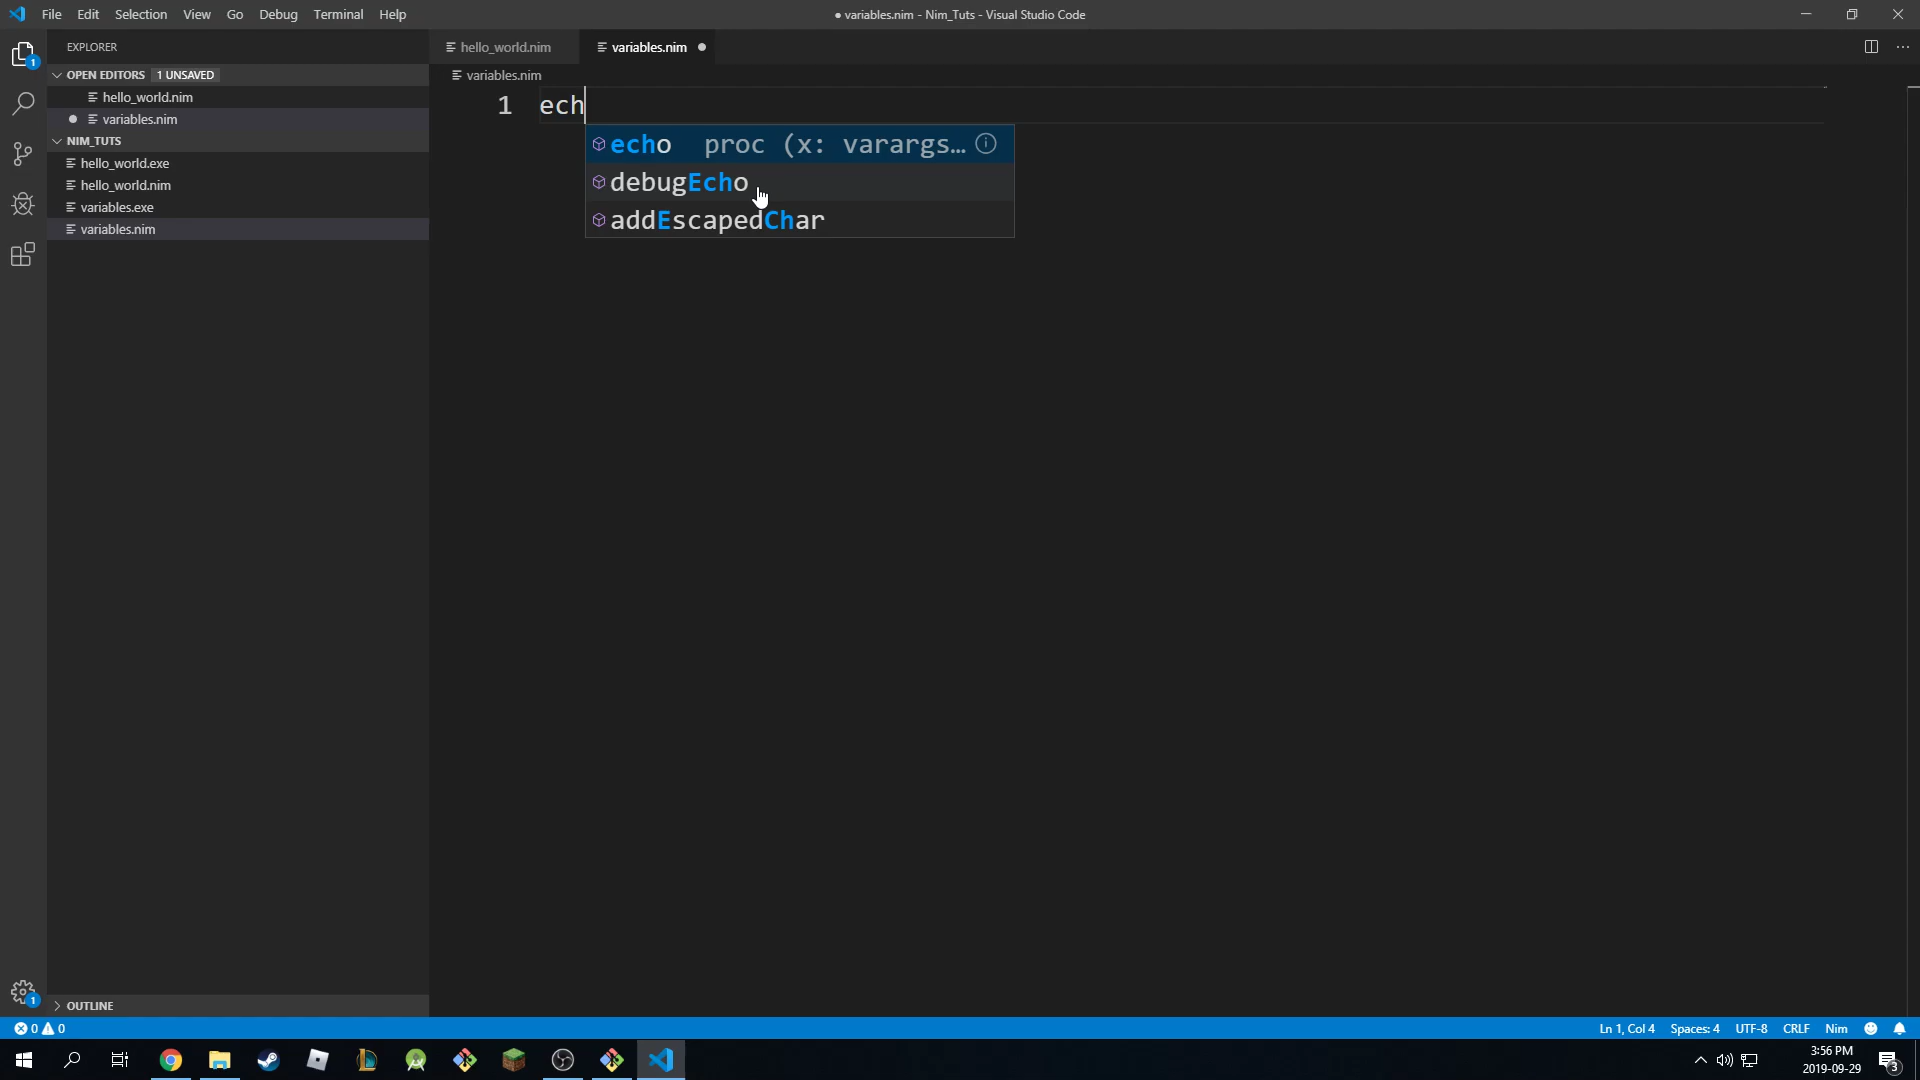 File Edit Selection View Go Debug Terminal Help
● variables.nim - Nim_Tuts - Visual Studio Code
EXPLORER
OPEN EDITORS 1 UNSAVED
hello_world.nim
● variables.nim
NIM_TUTS
hello_world.exe
hello_world.nim
variables.exe
variables.nim
OUTLINE
1
1
hello_world.nim
variables.nim ●
variables.nim
1 ech
echo proc (x: varargs…
debugEcho
addEscapedChar
0 0
Ln 1, Col 4 Spaces: 4 UTF-8 CRLF Nim
3:56 PM
2019-09-29
3